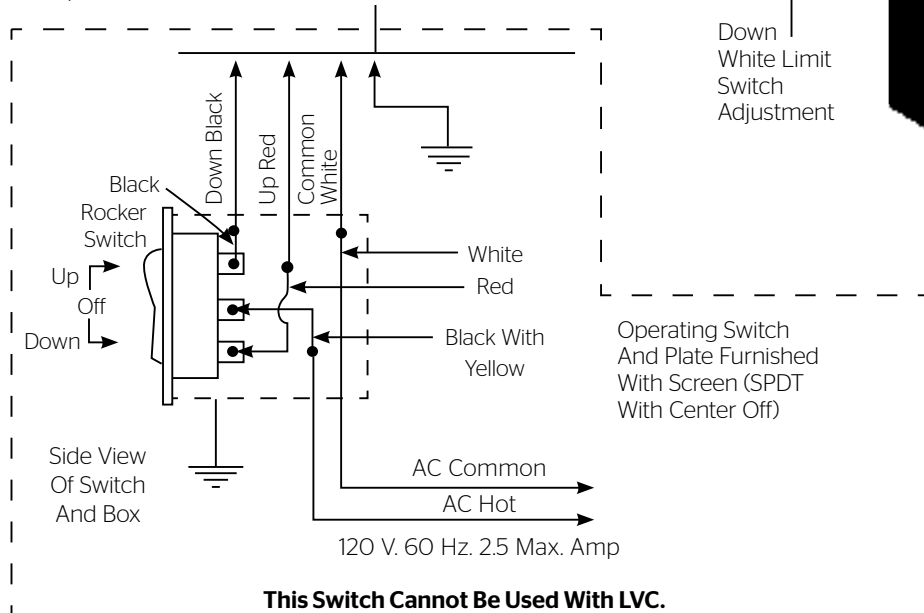 Down
White Limit
Switch
Adjustment
Down Black
Up Red
Common
White
Black
Rocker
Switch
Up
Off
Down
White
Red
Black With
Yellow
Operating Switch
And Plate Furnished
With Screen (SPDT
With Center Off)
Side View
Of Switch
And Box
AC Common
AC Hot
120 V. 60 Hz. 2.5 Max. Amp
This Switch Cannot Be Used With LVC.